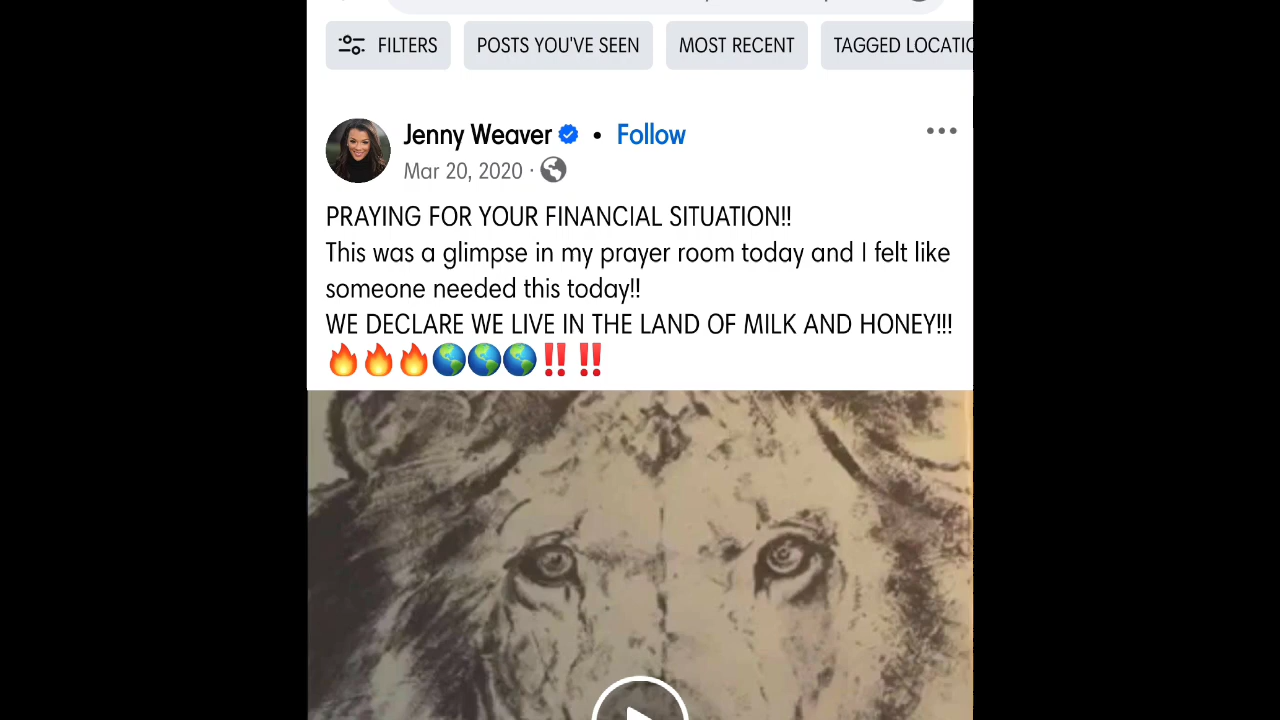 FILTERS POSTS YOU'VE SEEN MOST RECENT TAGGED LOCATIO
Jenny Weaver • Follow
Mar 20, 2020 ·
PRAYING FOR YOUR FINANCIAL SITUATION!!
This was a glimpse in my prayer room today and I felt like
someone needed this today!!
WE DECLARE WE LIVE IN THE LAND OF MILK AND HONEY!!!
🔥🔥🔥🌎🌎🌎‼️‼️